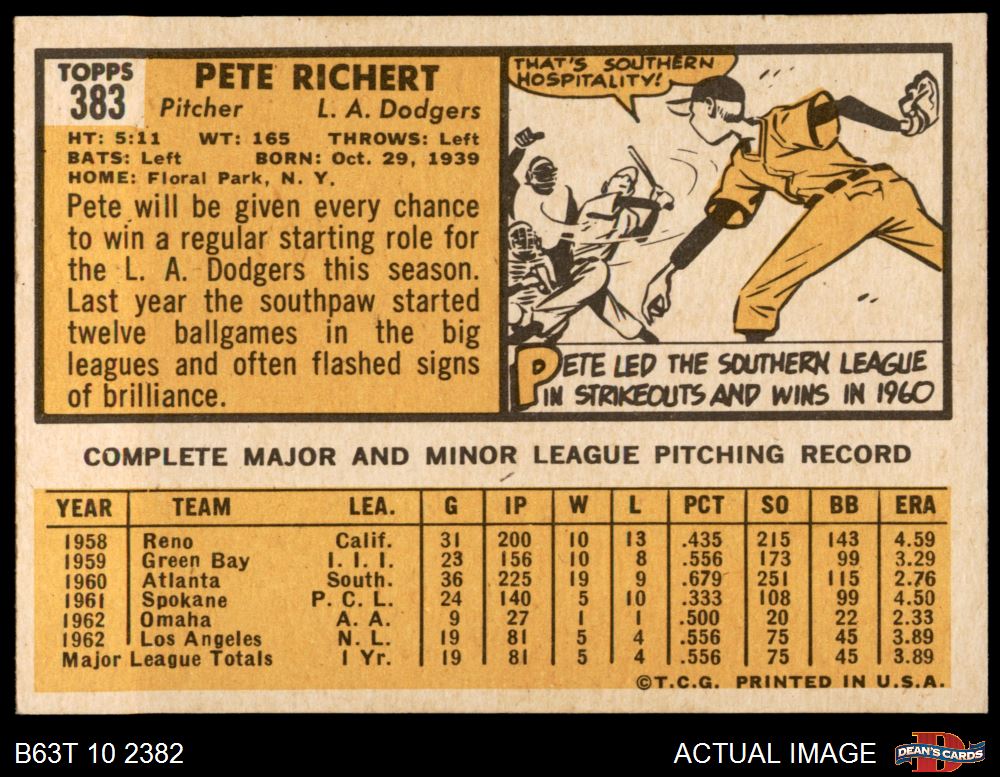 TOPPS
383
PETE RICHERT
Pitcher L. A. Dodgers
HT: 5:11 WT: 165 THROWS: Left
BATS: Left BORN: Oct. 29, 1939
HOME: Floral Park, N. Y.
Pete will be given every chance
to win a regular starting role for
the L. A. Dodgers this season.
Last year the southpaw started
twelve ballgames in the big
leagues and often flashed signs
of brilliance.
THAT'S SOUTHERN
HOSPITALITY!
PETE LED THE SOUTHERN LEAGUE
IN STRIKEOUTS AND WINS IN 1960
COMPLETE MAJOR AND MINOR LEAGUE PITCHING RECORD
YEAR TEAM LEA. G IP W L PCT SO BB ERA
1958 Reno Calif. 31 200 10 13 .435 215 143 4.59
1959 Green Bay I. I. I. 23 156 10 8 .556 173 99 3.29
1960 Atlanta South. 36 225 19 9 .679 251 115 2.76
1961 Spokane P. C. L. 24 140 5 10 .333 108 99 4.50
1962 Omaha A. A. 9 27 1 1 .500 20 22 2.33
1962 Los Angeles N. L. 19 81 5 4 .556 75 45 3.89
Major League Totals 1 Yr. 19 81 5 4 .556 75 45 3.89
©T.C.G. PRINTED IN U.S.A.
B63T 10 2382 ACTUAL IMAGE
DEAN'S CARDS